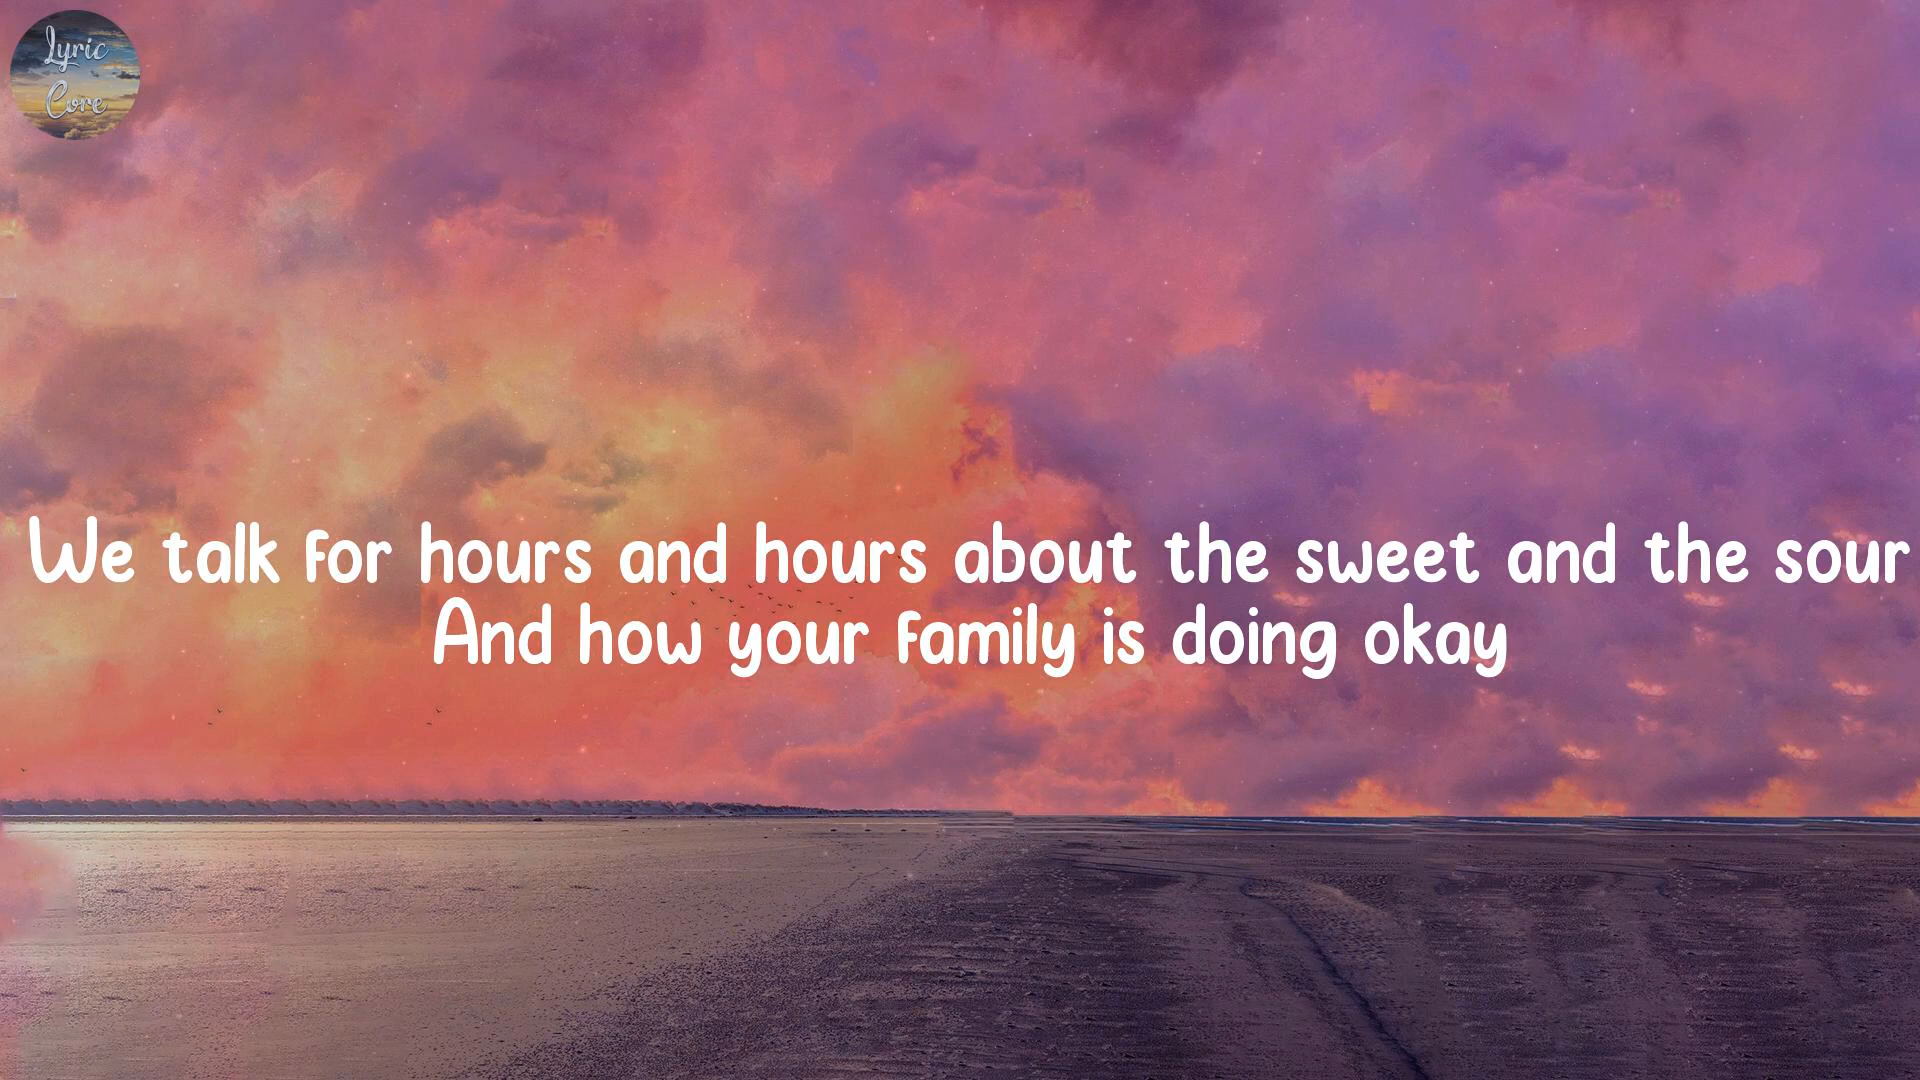 Lyric
Core
We talk for hours and hours about the sweet and the sour
And how your family is doing okay